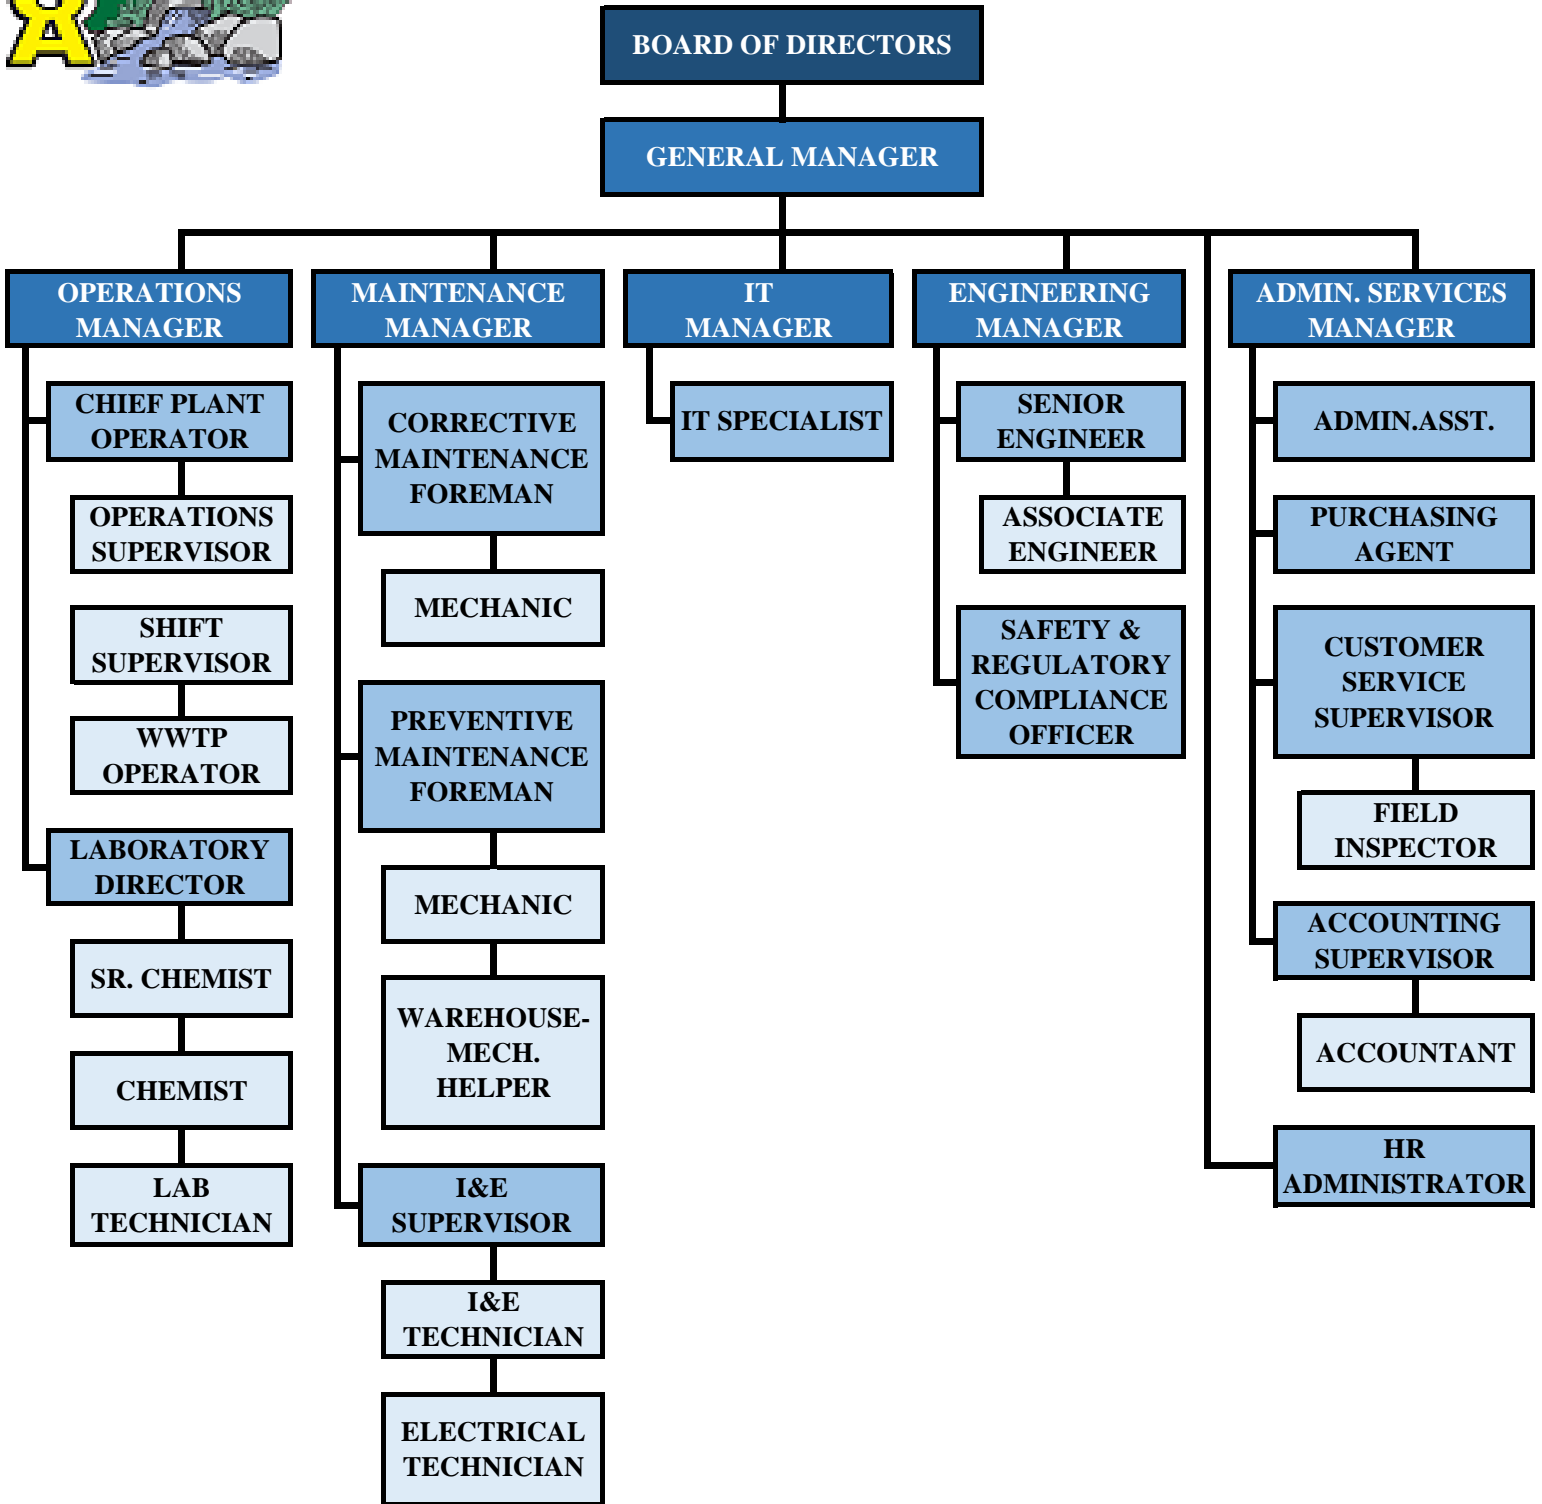 BOARD OF DIRECTORS
GENERAL MANAGER
OPERATIONS
MANAGER
CHIEF PLANT
OPERATOR
OPERATIONS
SUPERVISOR
SHIFT
SUPERVISOR
WWTP
OPERATOR
LABORATORY
DIRECTOR
SR. CHEMIST
CHEMIST
LAB
TECHNICIAN
MAINTENANCE
MANAGER
CORRECTIVE
MAINTENANCE
FOREMAN
MECHANIC
PREVENTIVE
MAINTENANCE
FOREMAN
MECHANIC
WAREHOUSE-
MECH.
HELPER
I&E
SUPERVISOR
I&E
TECHNICIAN
ELECTRICAL
TECHNICIAN
IT
MANAGER
IT SPECIALIST
ENGINEERING
MANAGER
SENIOR
ENGINEER
ASSOCIATE
ENGINEER
SAFETY &
REGULATORY
COMPLIANCE
OFFICER
ADMIN. SERVICES
MANAGER
ADMIN.ASST.
PURCHASING
AGENT
CUSTOMER
SERVICE
SUPERVISOR
FIELD
INSPECTOR
ACCOUNTING
SUPERVISOR
ACCOUNTANT
HR
ADMINISTRATOR